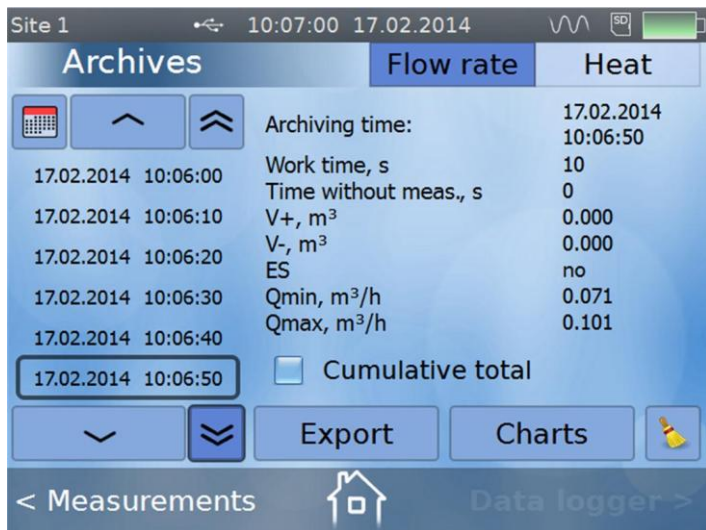 Site 1 10:07:00 17.02.2014 SD
Archives Flow rate Heat
17.02.2014 10:06:00
17.02.2014 10:06:10
17.02.2014 10:06:20
17.02.2014 10:06:30
17.02.2014 10:06:40
17.02.2014 10:06:50
Archiving time: 17.02.2014
10:06:50
Work time, s 10
Time without meas., s 0
V+, m³ 0.000
V-, m³ 0.000
ES no
Qmin, m³/h 0.071
Qmax, m³/h 0.101
Cumulative total
Export Charts
< Measurements Data logger >